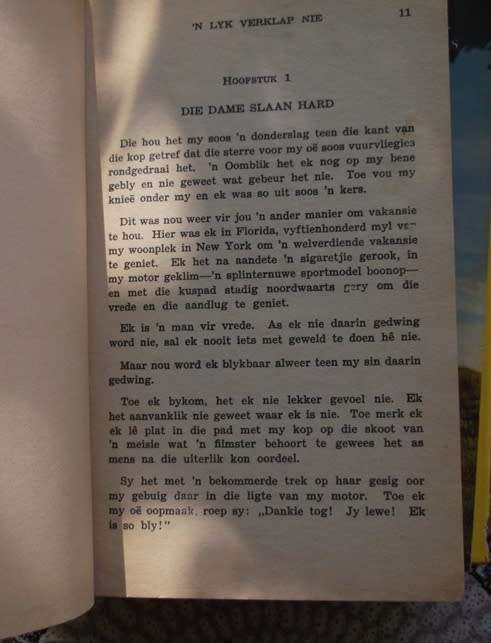 'N LYK VERKLAP NIE 11
HOOFSTUK 1
DIE DAME SLAAN HARD
Die hou het my soos 'n donderslag teen die kant van
die kop getref dat die sterre voor my oë soos vuurvliegies
rondgedraai het. 'n Oomblik het ek nog op my bene
gebly en nie geweet wat gebeur het nie. Toe vou my
knieë onder my en ek was so uit soos 'n kers.
Dit was nou weer vir jou 'n ander manier om vakansie
te hou. Hier was ek in Florida, vyftienhonderd myl
my woonplek in New York om 'n welverdiende vakansie
te geniet. Ek het na aandete 'n sigaretjie gerook, in
my motor geklim—'n splinternuwe sportmodel boonop—
en met die kuspad stadig noordwaarts om die
vrede en die aandlug te geniet.
Ek is 'n man vir vrede. As ek nie daarin gedwing
word nie, sal ek nooit iets met geweld te doen hê nie.
Maar nou word ek blykbaar alweer teen my sin daarin
gedwing.
Toe ek bykom, het ek nie lekker gevoel nie. Ek
het aanvanklik nie geweet waar ek is nie. Toe merk ek
ek lê plat in die pad met my kop op die skoot van
'n meisie wat 'n filmster behoort te gewees het as
mens na die uiterlik kon oordeel.
Sy het met 'n bekommerde trek op haar gesig oor
my gebuig daar in die ligte van my motor. Toe ek
my oë oopmaak, roep sy: „Dankie tog! Jy lewe! Ek
is so bly!"